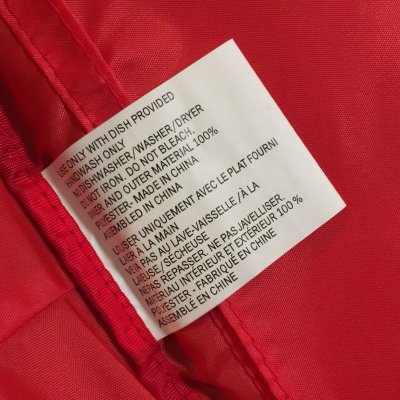 USE ONLY WITH DISH PROVIDED
HANDWASH ONLY
NO DISHWASHER/WASHER/DRYER
DO NOT IRON. DO NOT BLEACH.
INNER AND OUTER MATERIAL 100%
POLYESTER- MADE IN CHINA
ASSEMBLED IN CHINA
UTILISER UNIQUEMENT AVEC LE PLAT FOURNI
LAVER À LA MAIN
PAS AU LAVE-VAISSELLE / À LA
LAVEUSE / SÉCHEUSE
NE PAS REPASSER. NE PAS JAVELLISER.
MATERIAU INTÉRIEUR ET EXTÉRIEUR 100 %
POLYESTER - FABRIQUÉ EN CHINE
ASSEMBLÉ EN CHINE